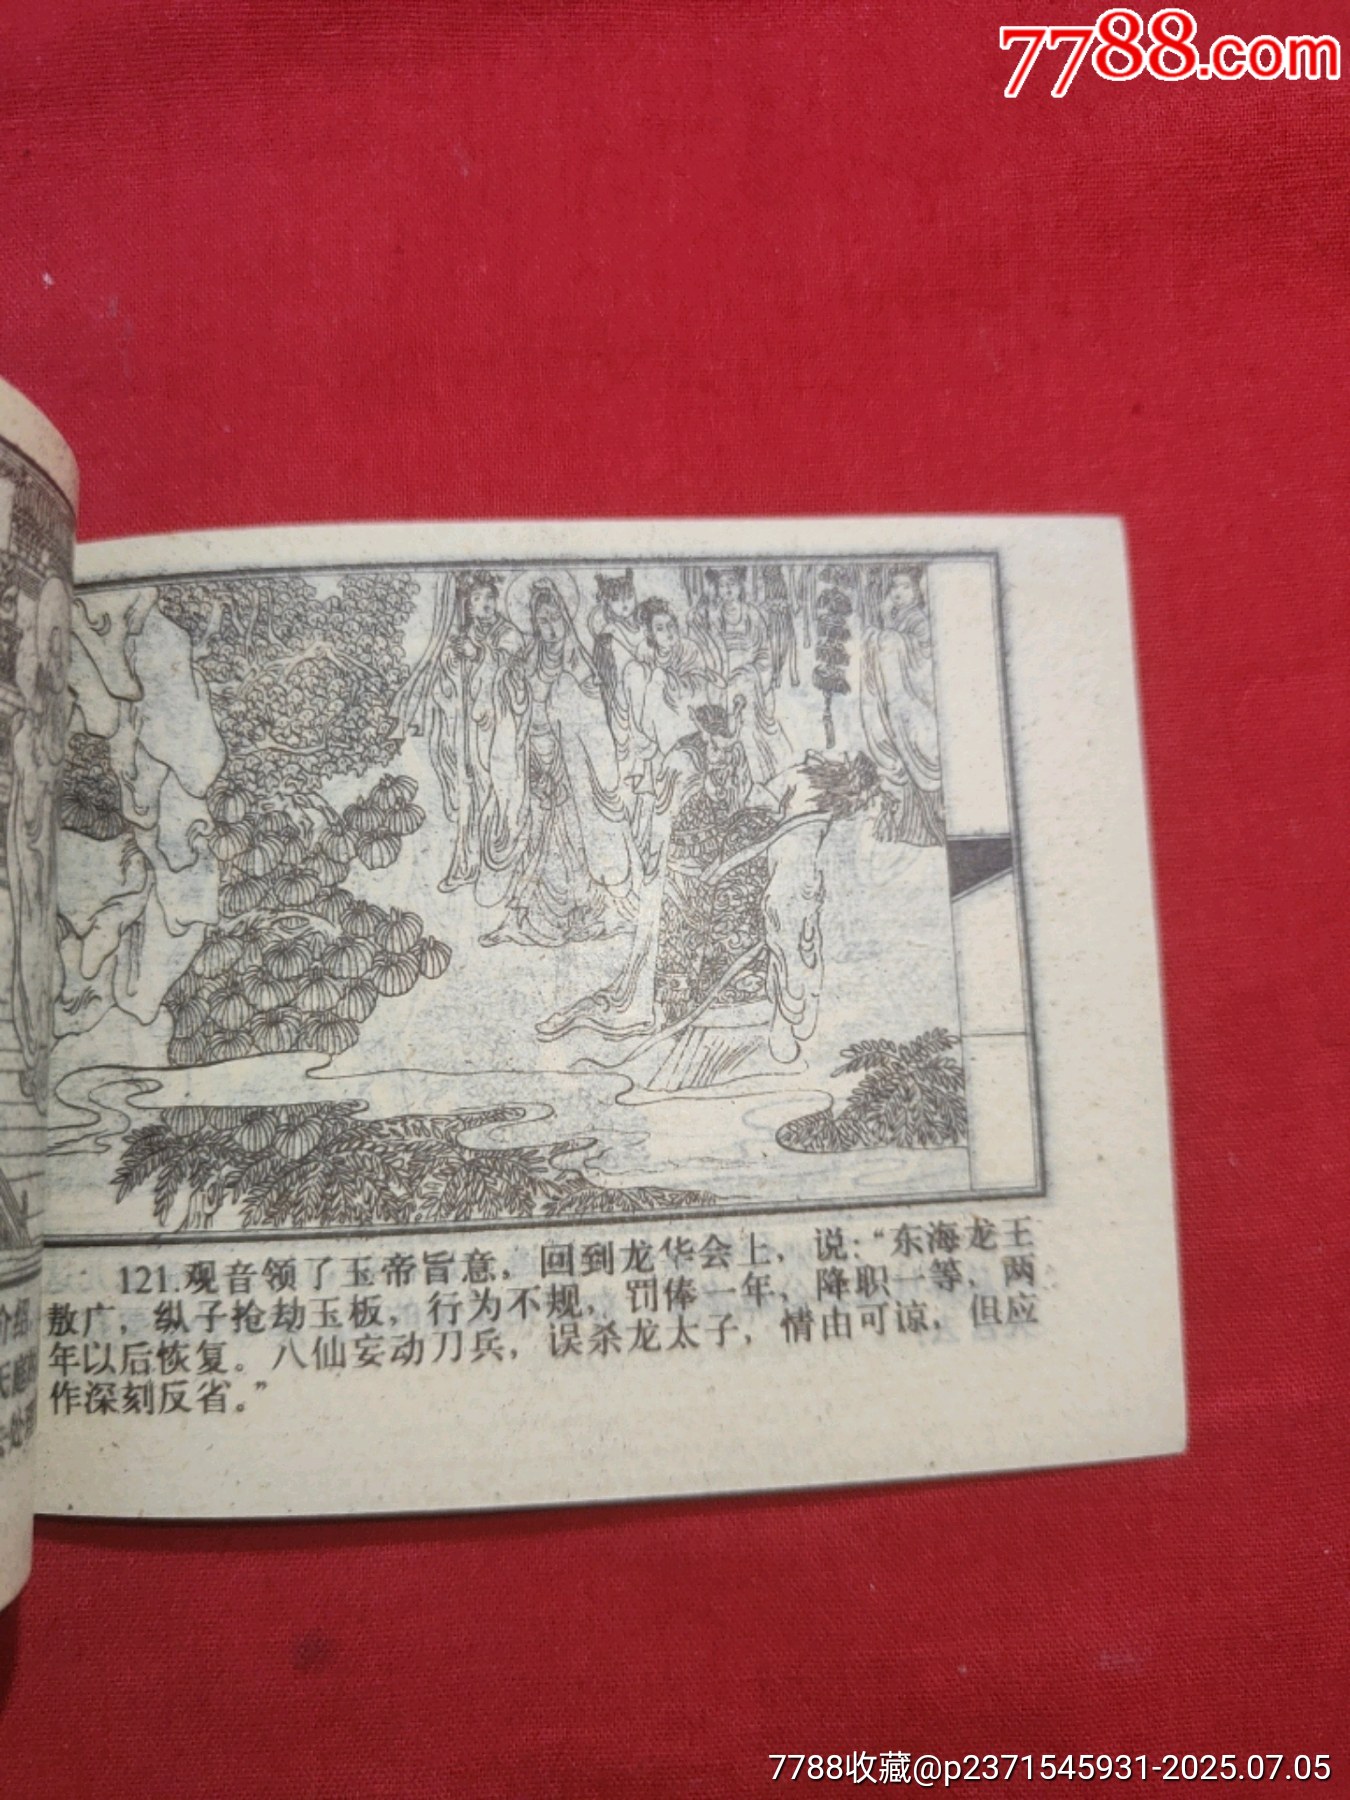 7788.com
121.观音领了玉帝旨意，回到龙华会上，说：“东海龙王
敖广，纵子抢劫玉板，行为不规，罚俸一年，降职一等，两
年以后恢复。八仙妄动刀兵，误杀龙太子，情由可谅，但应
作深刻反省。”
7788收藏@p2371545931-2025.07.05